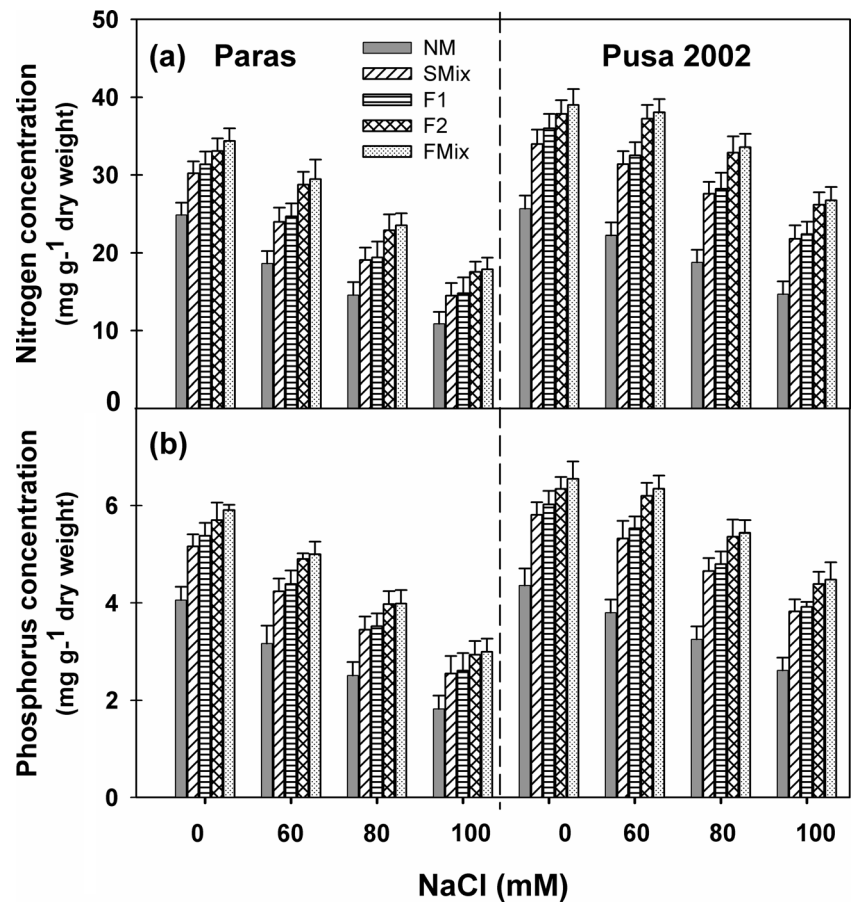 50
40
30
20
10
0
Nitrogen concentration
(mg g-1 dry weight)
(a)
Paras
Pusa 2002
NM
SMix
F1
F2
FMix
6
4
2
0
Phosphorus concentration
(mg g-1 dry weight)
(b)
0 60 80 100 0 60 80 100
NaCl (mM)